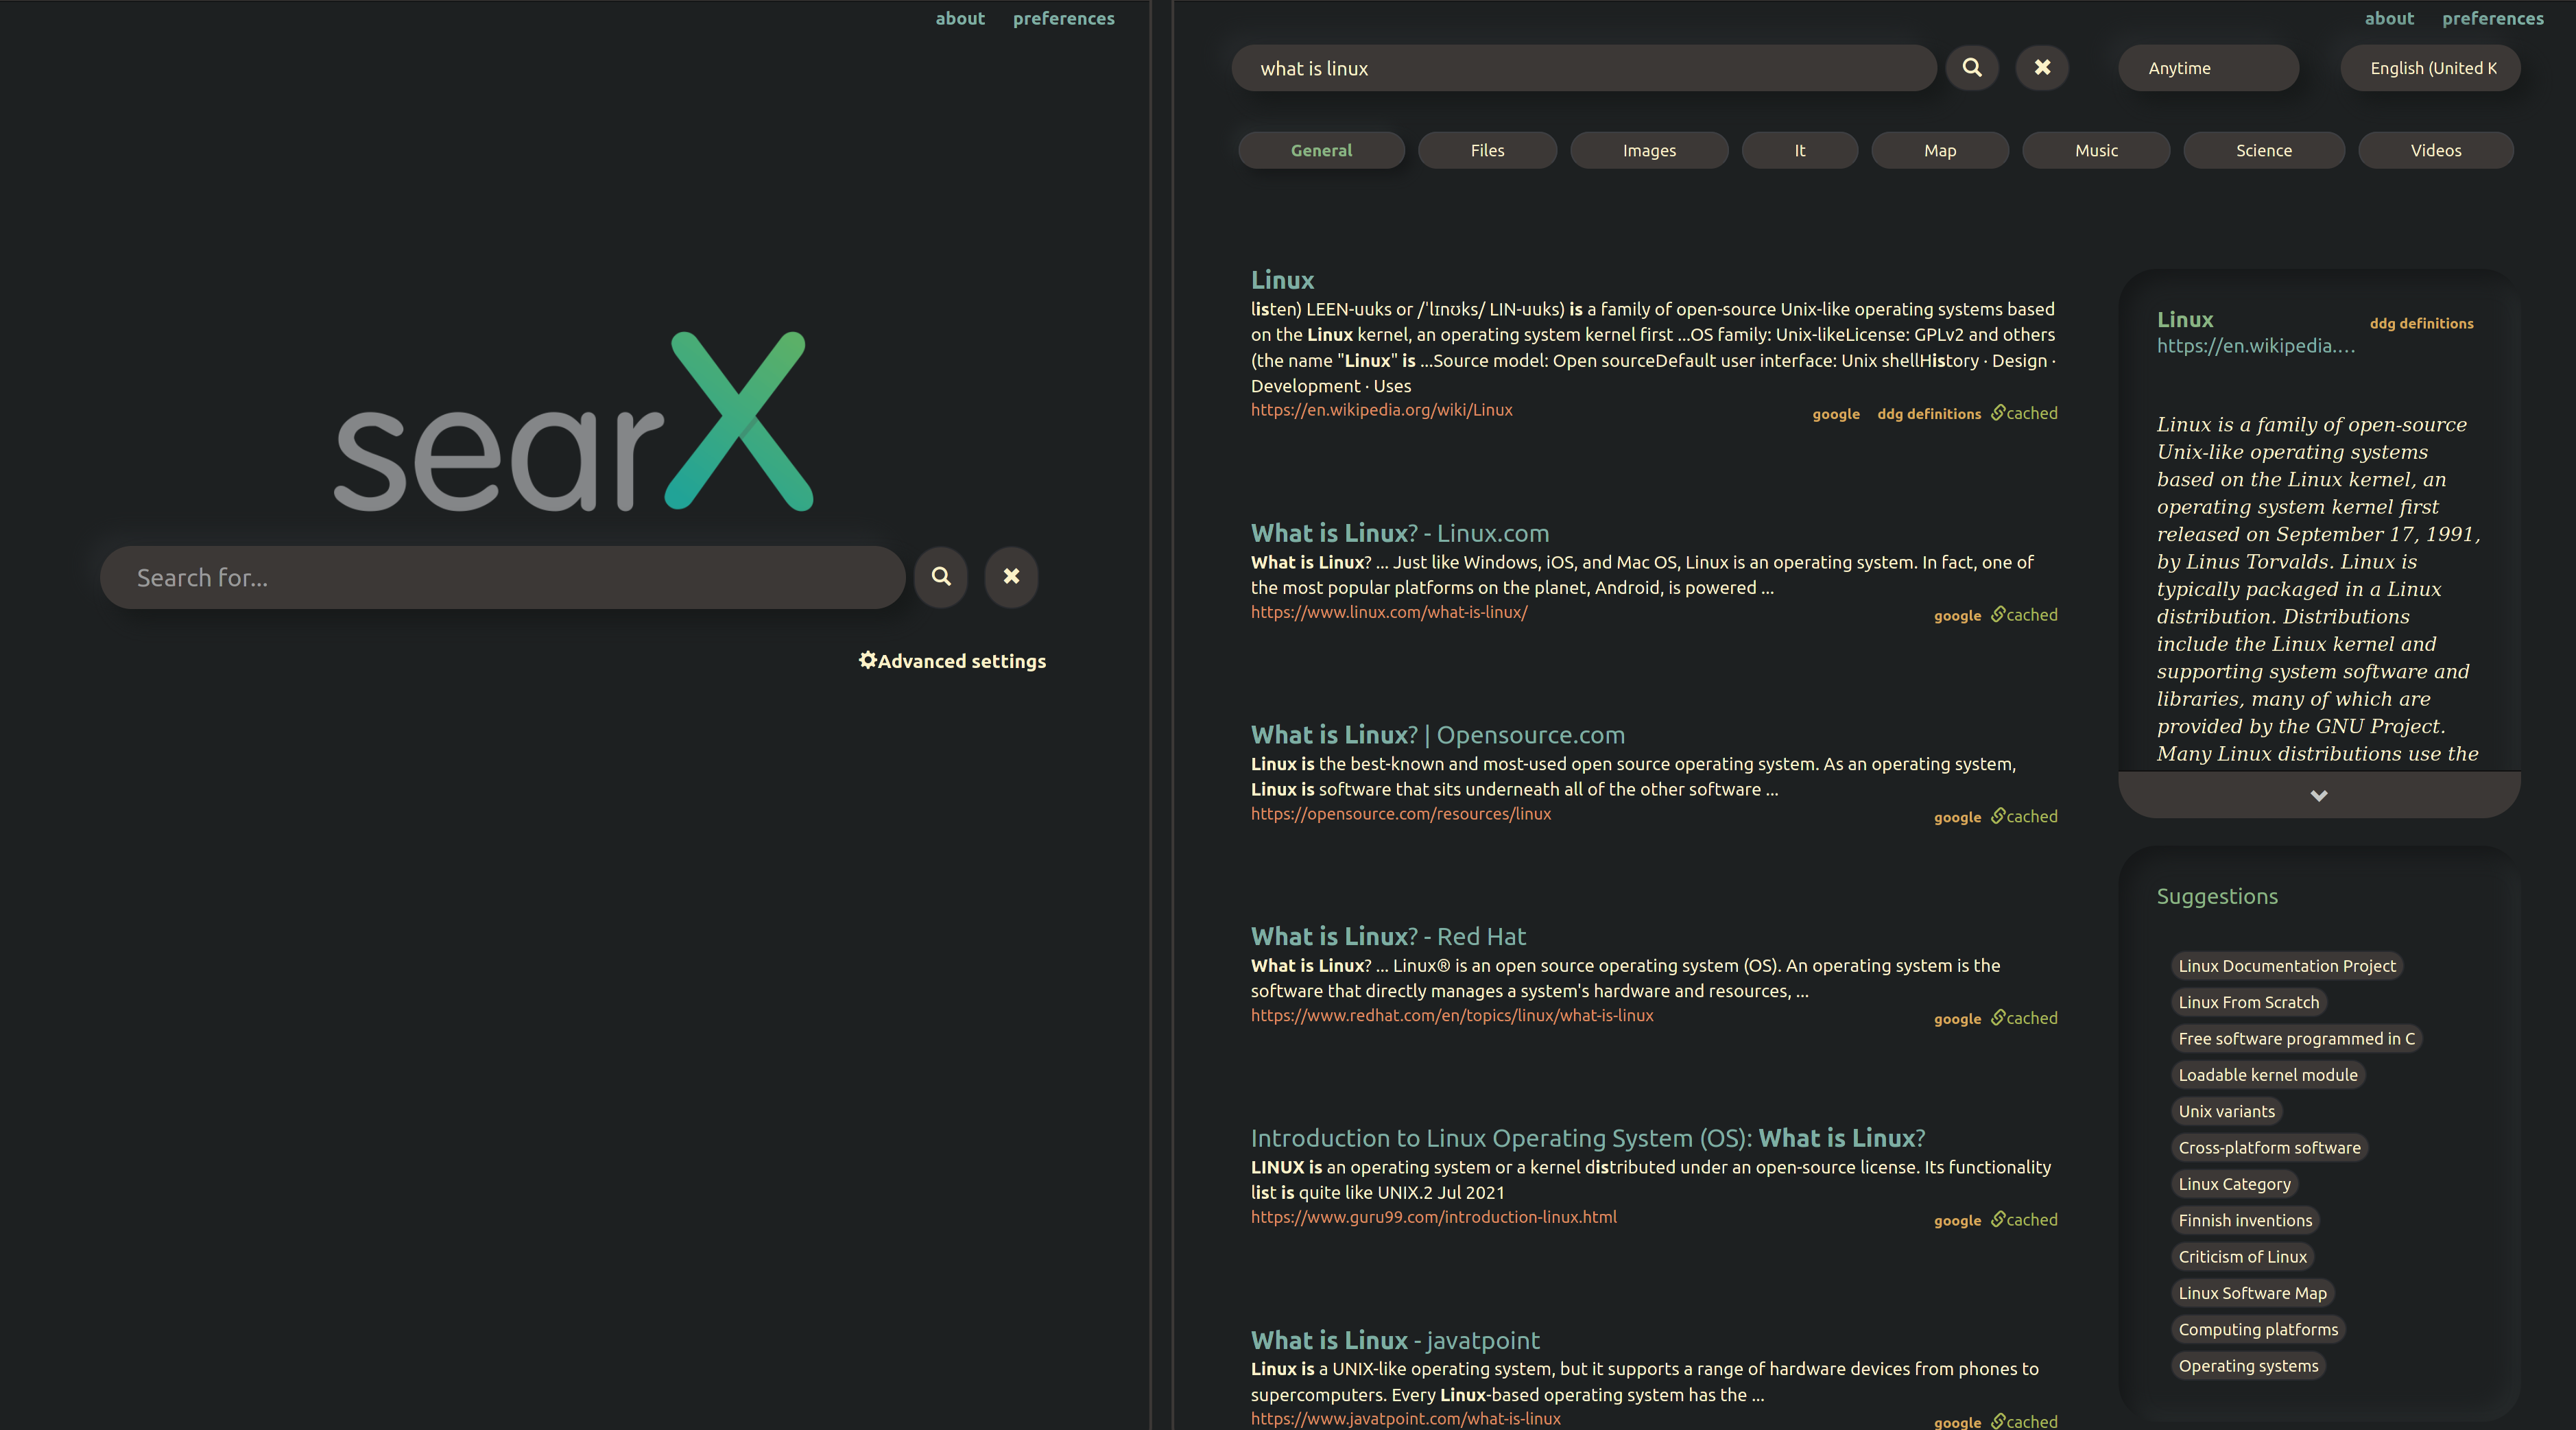 about preferences
searX
Search for...
Advanced settings
about preferences
what is linux
Anytime
English (United K
General Files Images It Map Music Science Videos
Linux
listen) LEEN-uuks or /ˈlɪnʊks/ LIN-uuks) is a family of open-source Unix-like operating systems based
on the Linux kernel, an operating system kernel first ...OS family: Unix-likeLicense: GPLv2 and others
(the name "Linux" is ...Source model: Open sourceDefault user interface: Unix shellHistory · Design ·
Development · Uses
https://en.wikipedia.org/wiki/Linux
google ddg definitions cached
What is Linux? - Linux.com
What is Linux? ... Just like Windows, iOS, and Mac OS, Linux is an operating system. In fact, one of
the most popular platforms on the planet, Android, is powered ...
https://www.linux.com/what-is-linux/
google cached
What is Linux? | Opensource.com
Linux is the best-known and most-used open source operating system. As an operating system,
Linux is software that sits underneath all of the other software ...
https://opensource.com/resources/linux
google cached
What is Linux? - Red Hat
What is Linux? ... Linux® is an open source operating system (OS). An operating system is the
software that directly manages a system's hardware and resources, ...
https://www.redhat.com/en/topics/linux/what-is-linux
google cached
Introduction to Linux Operating System (OS): What is Linux?
LINUX is an operating system or a kernel distributed under an open-source license. Its functionality
list is quite like UNIX.2 Jul 2021
https://www.guru99.com/introduction-linux.html
google cached
What is Linux - javatpoint
Linux is a UNIX-like operating system, but it supports a range of hardware devices from phones to
supercomputers. Every Linux-based operating system has the ...
https://www.javatpoint.com/what-is-linux
google cached
Linux
ddg definitions
https://en.wikipedia....
Linux is a family of open-source
Unix-like operating systems
based on the Linux kernel, an
operating system kernel first
released on September 17, 1991,
by Linus Torvalds. Linux is
typically packaged in a Linux
distribution. Distributions
include the Linux kernel and
supporting system software and
libraries, many of which are
provided by the GNU Project.
Many Linux distributions use the
Suggestions
Linux Documentation Project
Linux From Scratch
Free software programmed in C
Loadable kernel module
Unix variants
Cross-platform software
Linux Category
Finnish inventions
Criticism of Linux
Linux Software Map
Computing platforms
Operating systems